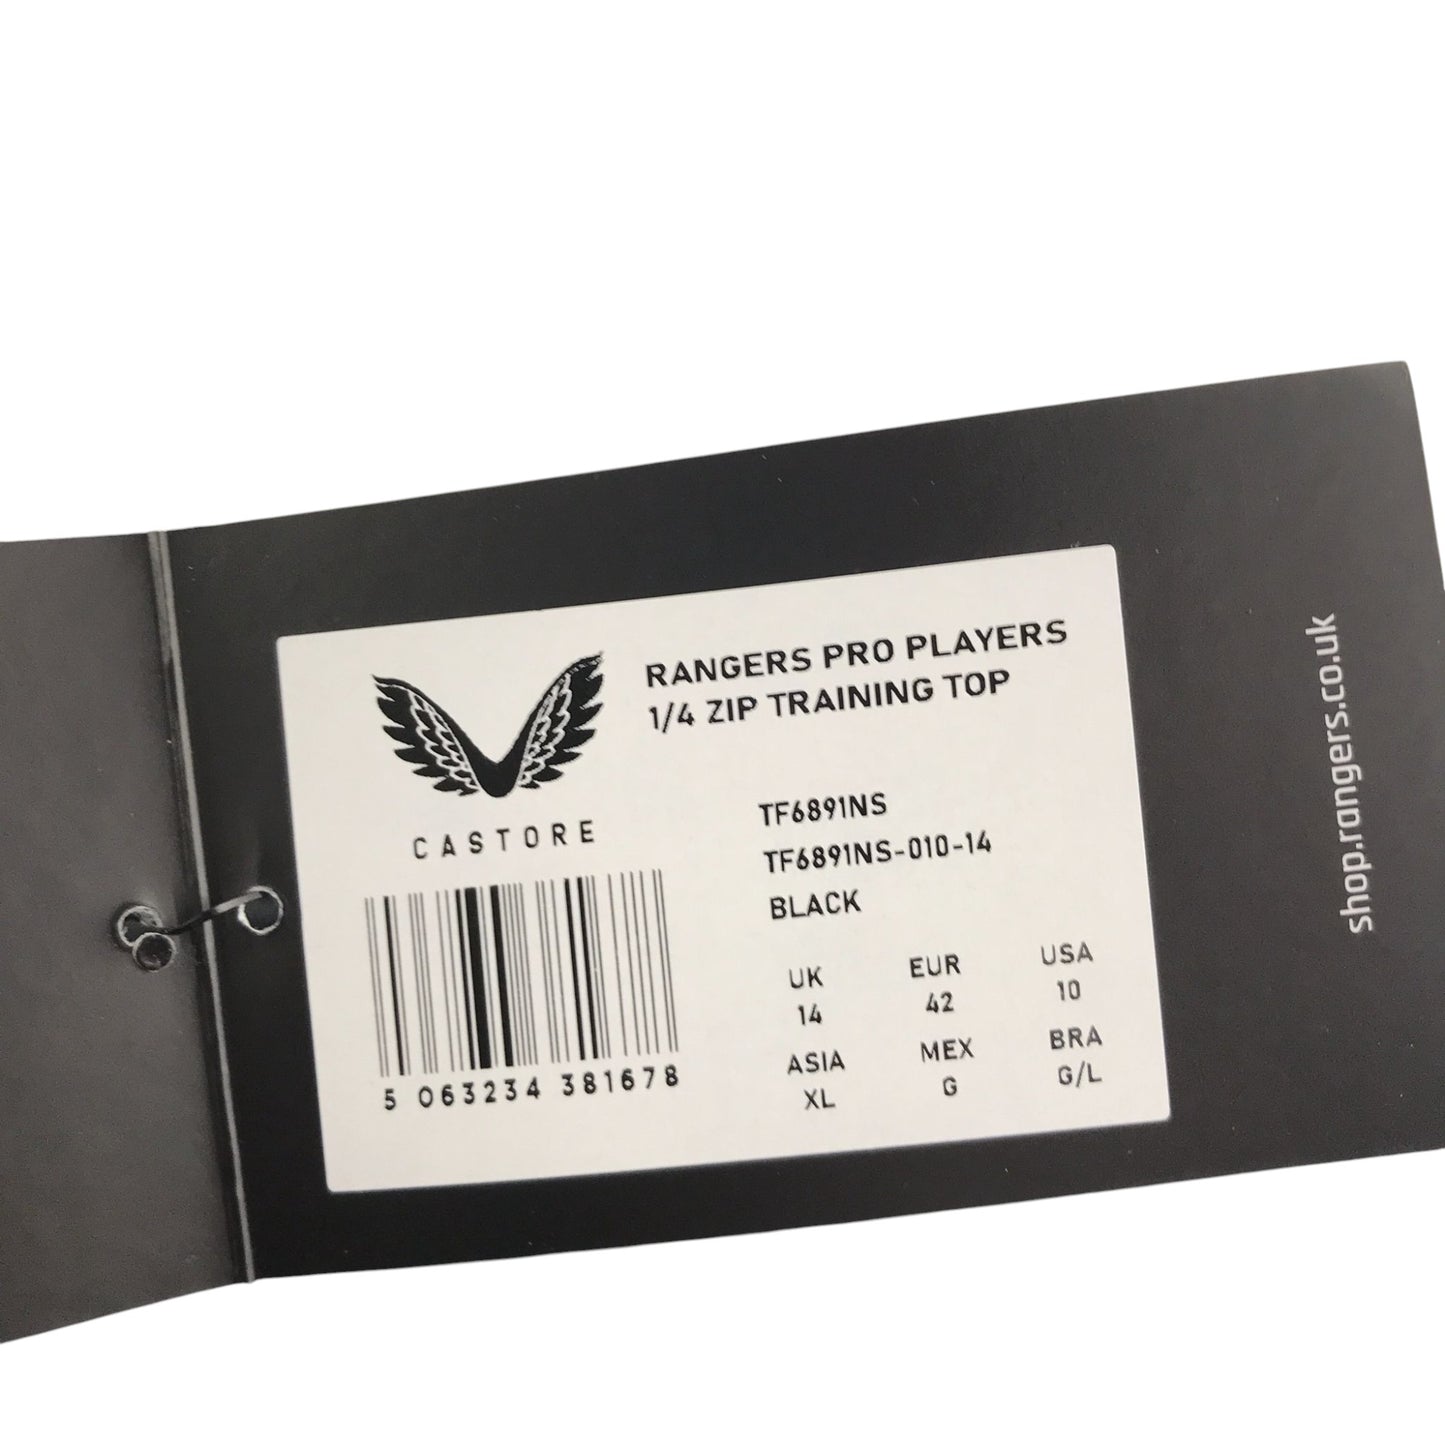 RANGERS PRO PLAYERS
1/4 ZIP TRAINING TOP
CASTORE
TF6891NS
TF6891NS-010-14
BLACK
UK EUR USA
14 42 10
ASIA MEX BRA
XL G G/L
5 063234 381678
shop.rangers.co.uk